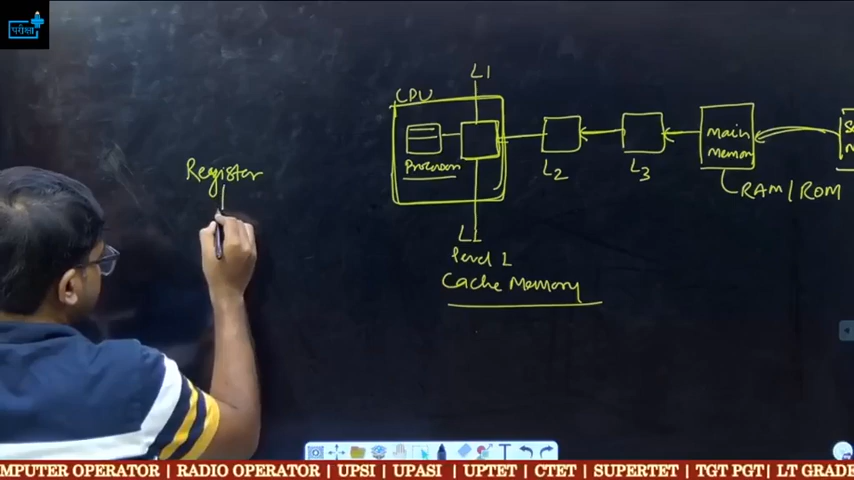 परीक्षा
L1
CPU
Register
Processor
L2
L3
Main
Memory
RAM/ROM
L1
level 1
Cache Memory
MPUTER OPERATOR | RADIO OPERATOR | UPSI | UPASI | UPTET | CTET | SUPERTET | TGT PGT | LT GRADE